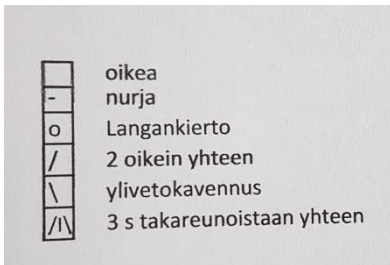 oikea
- nurja
o Langankierto
/ 2 oikein yhteen
\ ylivetokavennus
/I\ 3 s takareunoistaan yhteen